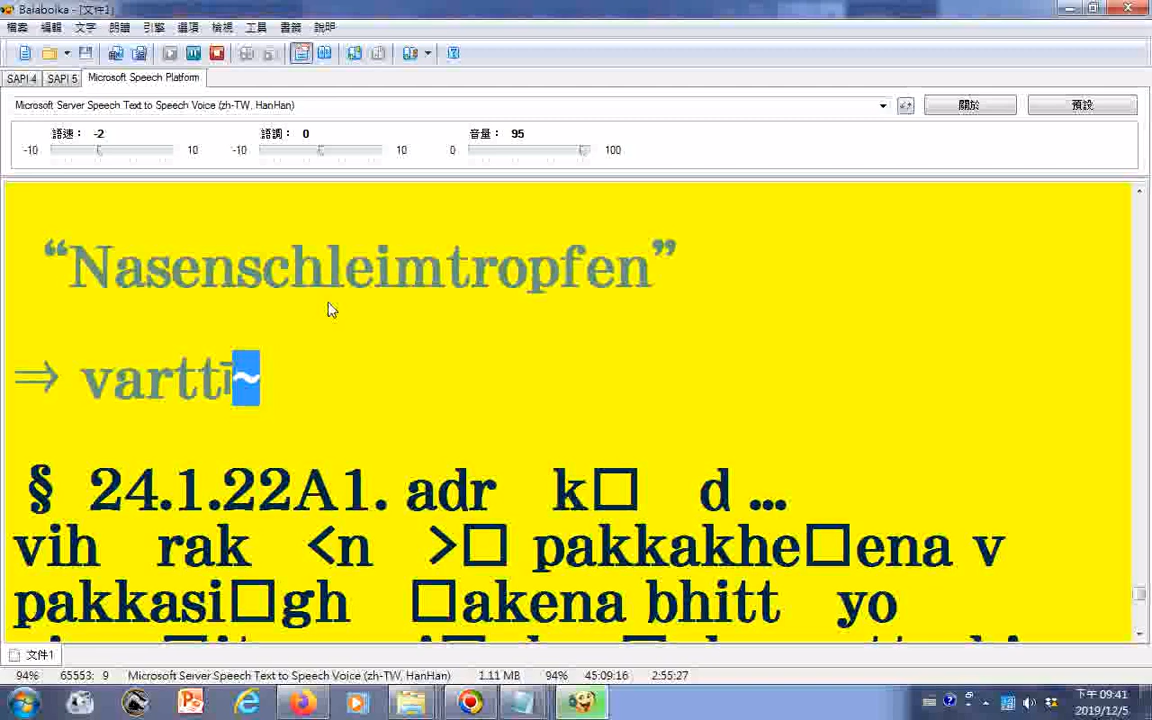 Balabolka - [文件1]
檔案 編輯 文字 朗讀 引擎 選項 檢視 工具 書籤 說明
SAPI 4 SAPI 5 Microsoft Speech Platform
Microsoft Server Speech Text to Speech Voice (zh-TW, HanHan) 關於 預設
語速： -2 語調： 0 音量： 95
-10 10 -10 10 0 100
“Nasenschleimtropfen”
⇒ varttī~
§ 24.1.22A1. adr k□ d ...
vih rak <n >□ pakkakhe□ena v
pakkasi□gh □akena bhitt yo
文件1
94% 65553: 9 Microsoft Server Speech Text to Speech Voice (zh-TW, HanHan) 1.11 MB 94% 45:09:16 2:55:27
下午 09:41
2019/12/5